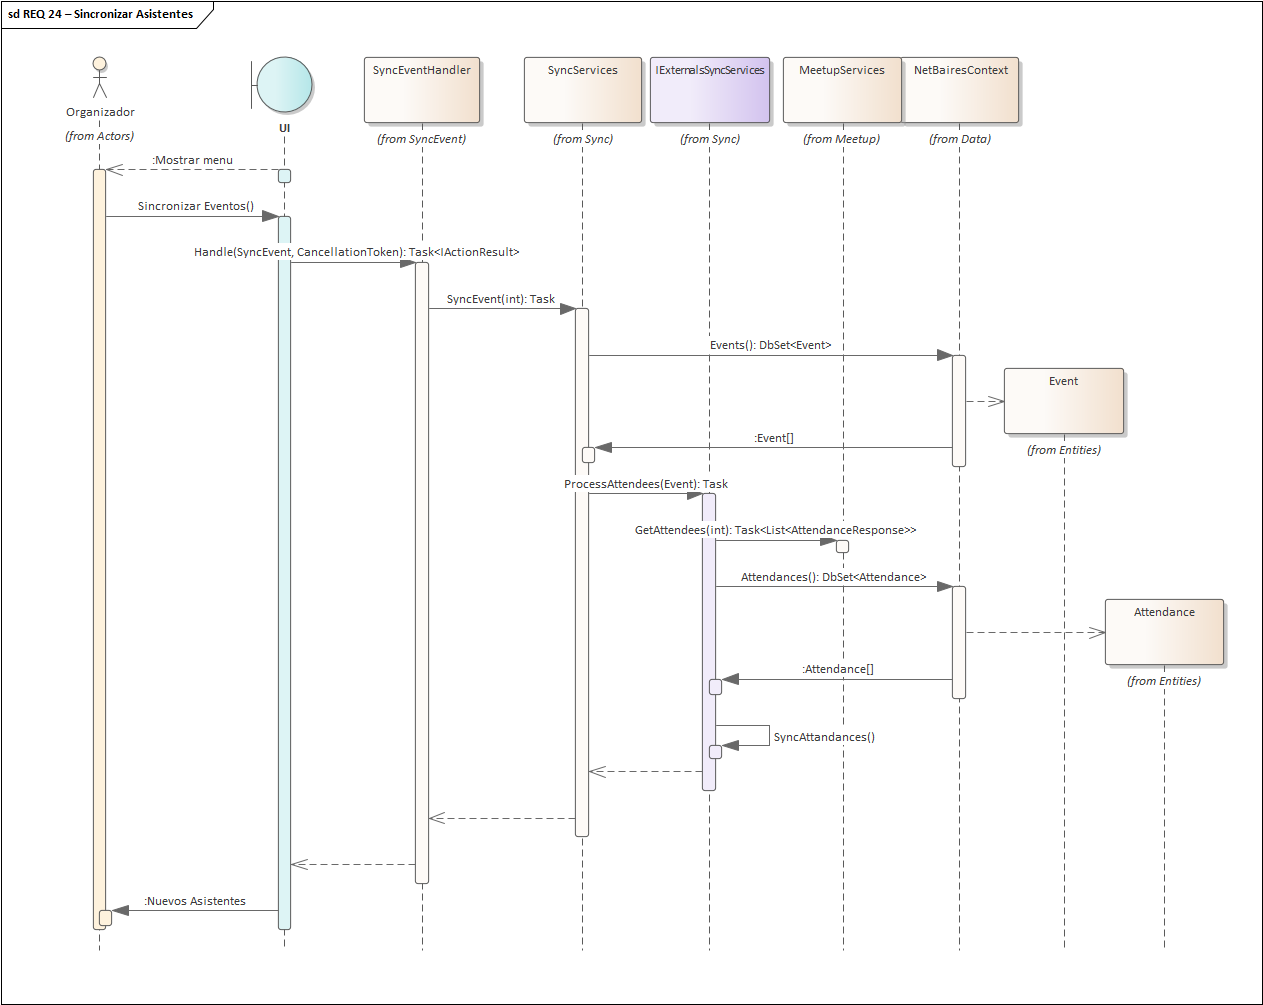 sd REQ 24 – Sincronizar Asistentes
Organizador
(from Actors)
UI
SyncEventHandler
(from SyncEvent)
SyncServices
(from Sync)
IExternalsSyncServices
(from Sync)
MeetupServices
(from Meetup)
NetBairesContext
(from Data)
:Mostrar menu
Sincronizar Eventos()
Handle(SyncEvent, CancellationToken): Task<IActionResult>
SyncEvent(int): Task
Events(): DbSet<Event>
Event
(from Entities)
:Event[]
ProcessAttendees(Event): Task
GetAttendees(int): Task<List<AttendanceResponse>>
Attendances(): DbSet<Attendance>
Attendance
(from Entities)
:Attendance[]
SyncAttandances()
:Nuevos Asistentes